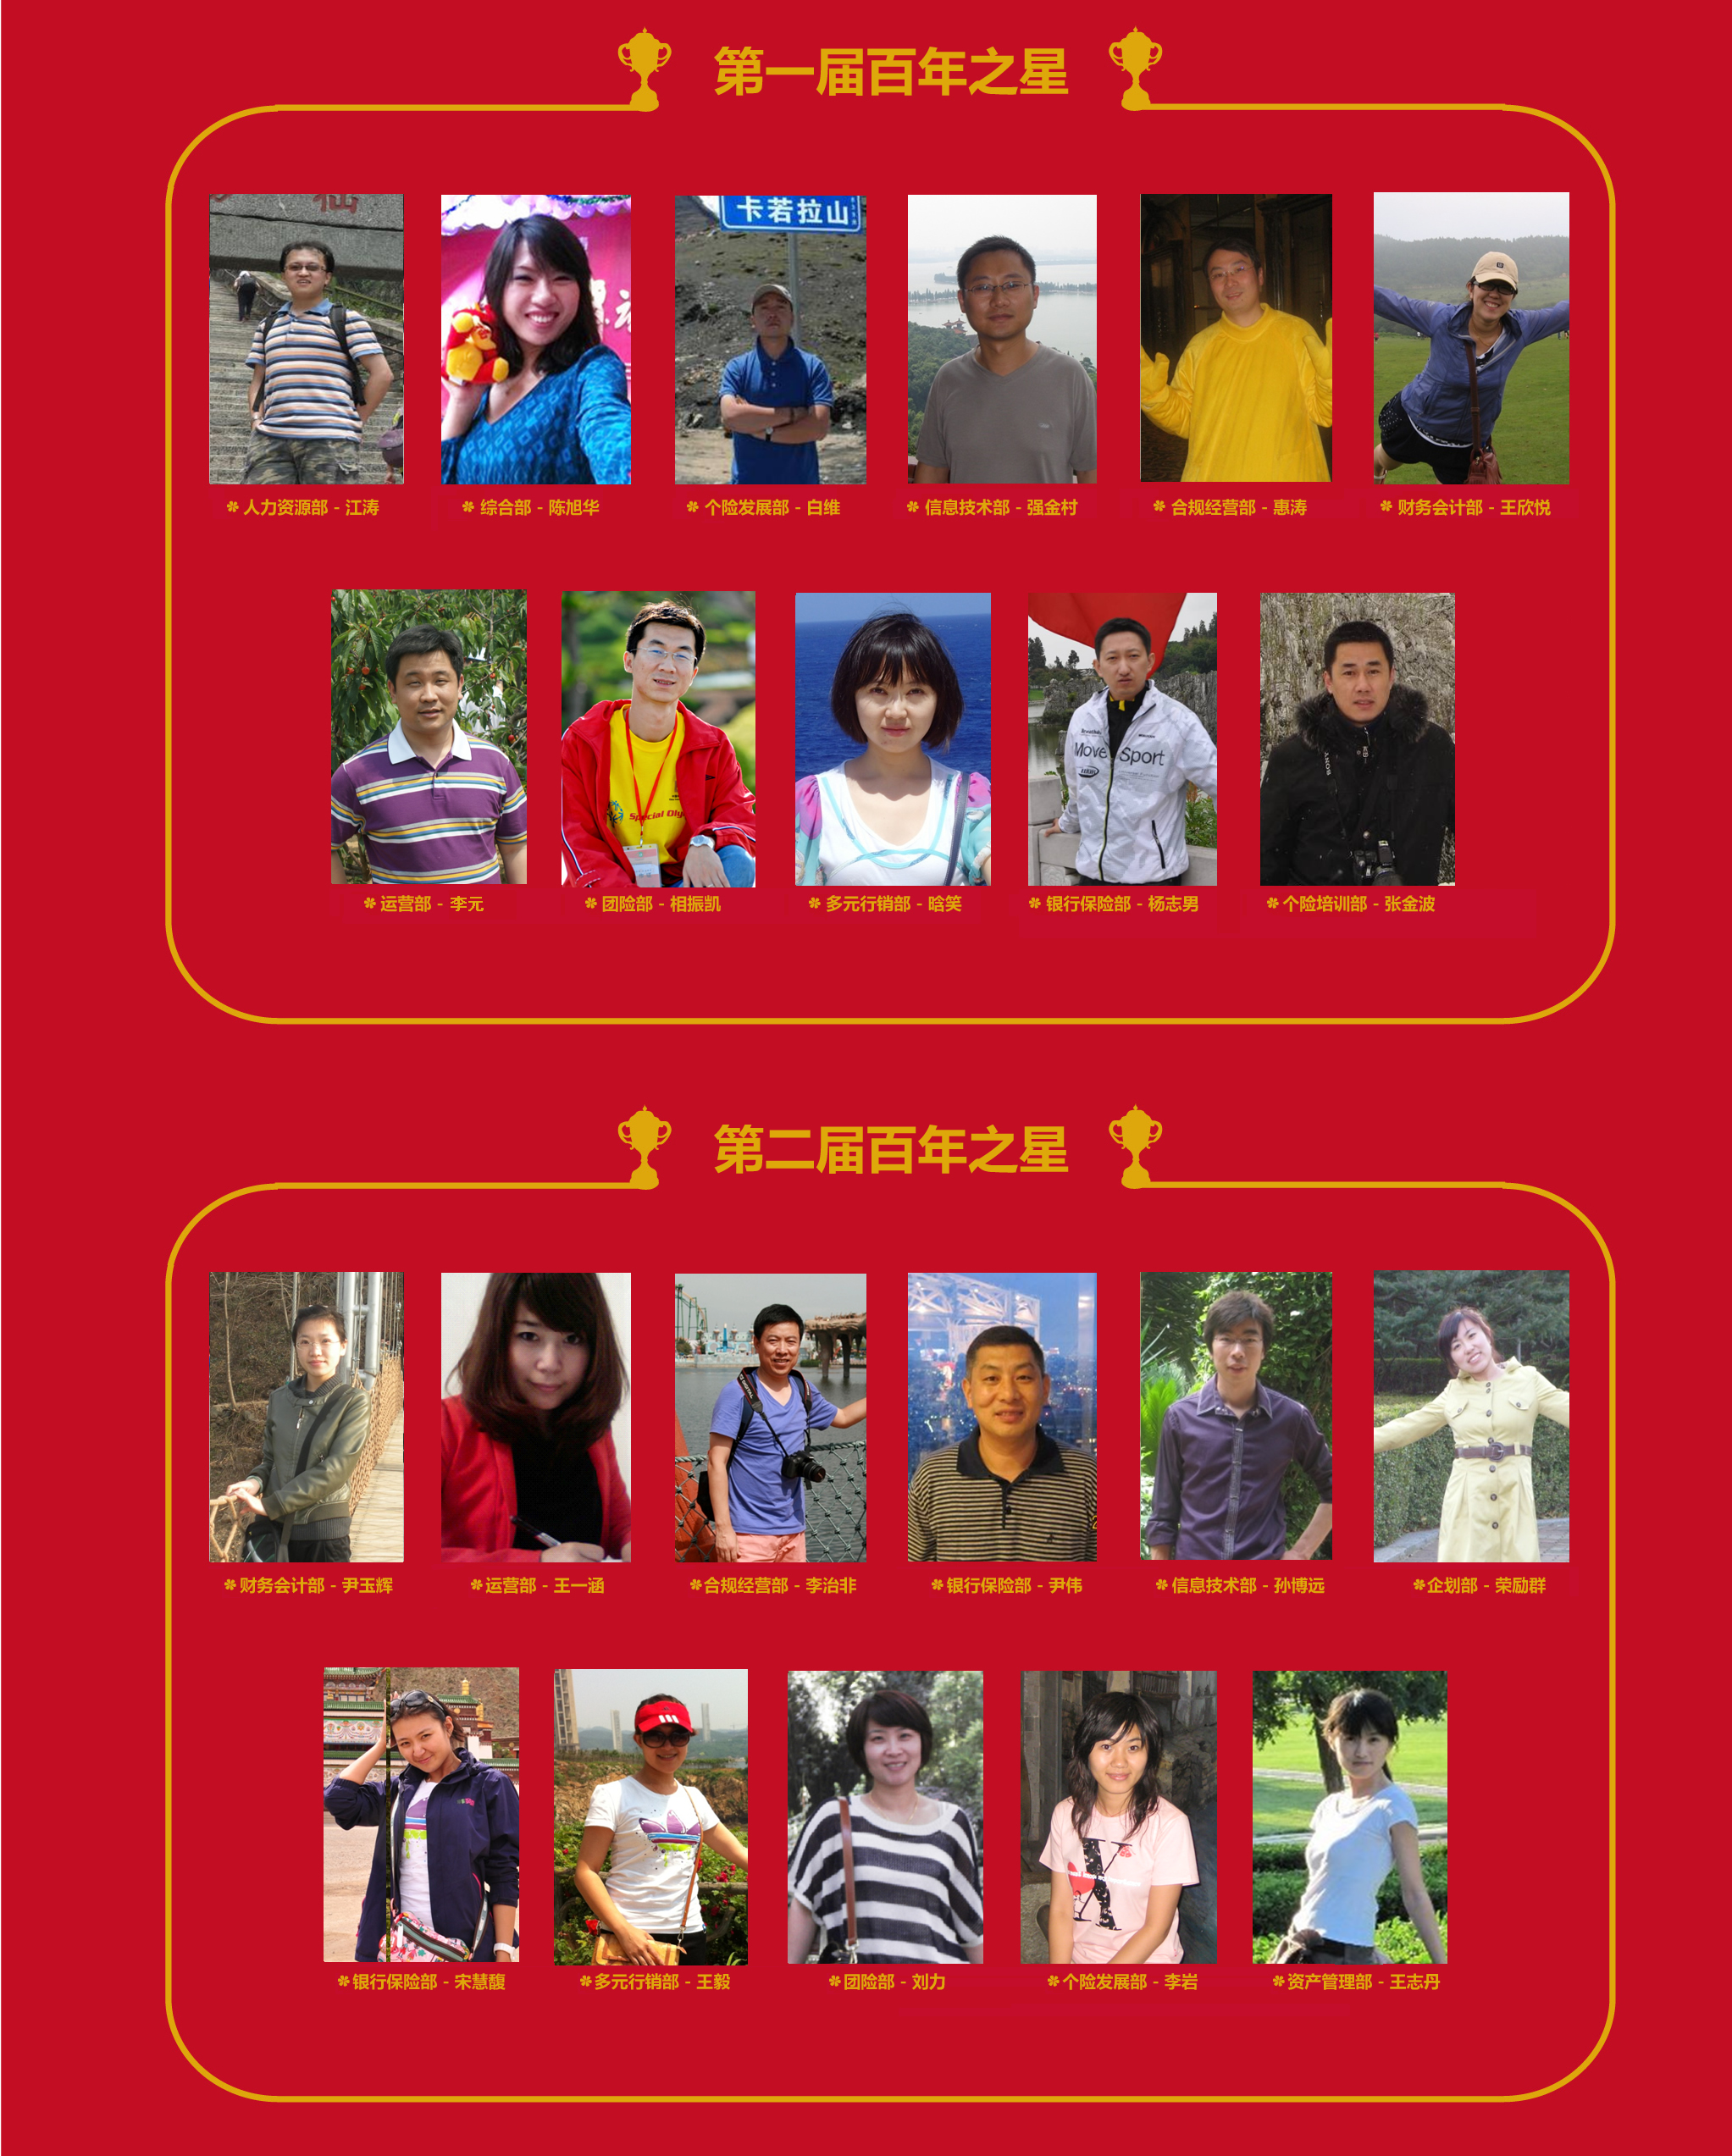 第一届百年之星
卡若拉山
人力资源部 - 江涛
综合部 - 陈旭华
个险发展部 - 白维
信息技术部 - 强金村
合规经营部 - 惠涛
财务会计部 - 王欣悦
Move Sport
Special Oly
运营部 - 李元
团险部 - 相振凯
多元行销部 - 晗笑
银行保险部 - 杨志男
个险培训部 - 张金波
第二届百年之星
财务会计部 - 尹玉辉
运营部 - 王一涵
合规经营部 - 李治非
银行保险部 - 尹伟
信息技术部 - 孙博远
企划部 - 荣励群
X
银行保险部 - 宋慧馥
多元行销部 - 王毅
团险部 - 刘力
个险发展部 - 李岩
资产管理部 - 王志丹